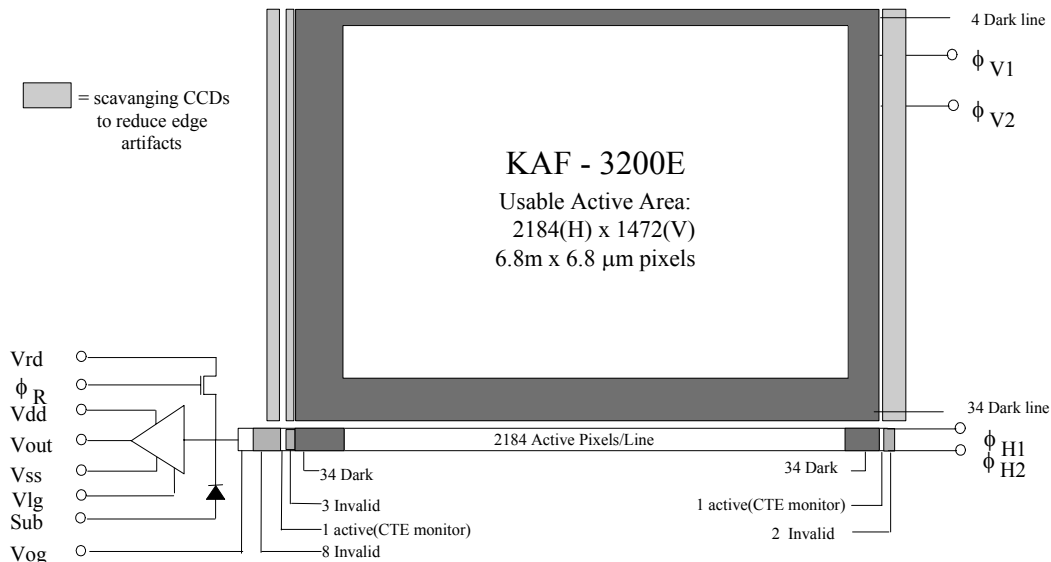 4 Dark line
ϕ V1
ϕ V2
= scavanging CCDs
to reduce edge
artifacts
KAF - 3200E
Usable Active Area:
2184(H) x 1472(V)
6.8m x 6.8 μm pixels
Vrd
ϕ R
Vdd
Vout
Vss
Vlg
Sub
Vog
34 Dark line
2184 Active Pixels/Line
ϕ H1
ϕ H2
34 Dark
3 Invalid
1 active(CTE monitor)
8 Invalid
34 Dark
1 active(CTE monitor)
2 Invalid